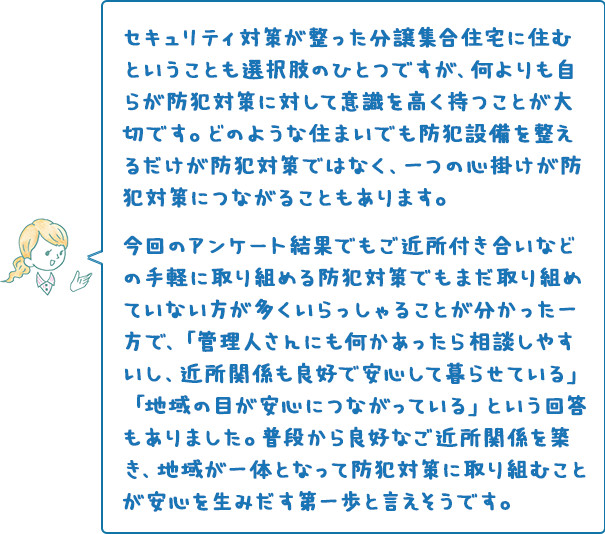 セキュリティ対策が整った分譲集合住宅に住む
ということも選択肢のひとつですが、何よりも自
らが防犯対策に対して意識を高く持つことが大
切です。どのような住まいでも防犯設備を整え
るだけが防犯対策ではなく、一つの心掛けが防
犯対策につながることもあります。
今回のアンケート結果でもご近所付き合いなど
の手軽に取り組める防犯対策でもまだ取り組め
ていない方が多くいらっしゃることが分かった一
方で、「管理人さんにも何かあったら相談しやす
いし、近所関係も良好で安心して暮らせている」
「地域の目が安心につながっている」という回答
もありました。普段から良好なご近所関係を築
き、地域が一体となって防犯対策に取り組むこと
が安心を生みだす第一歩と言えそうです。